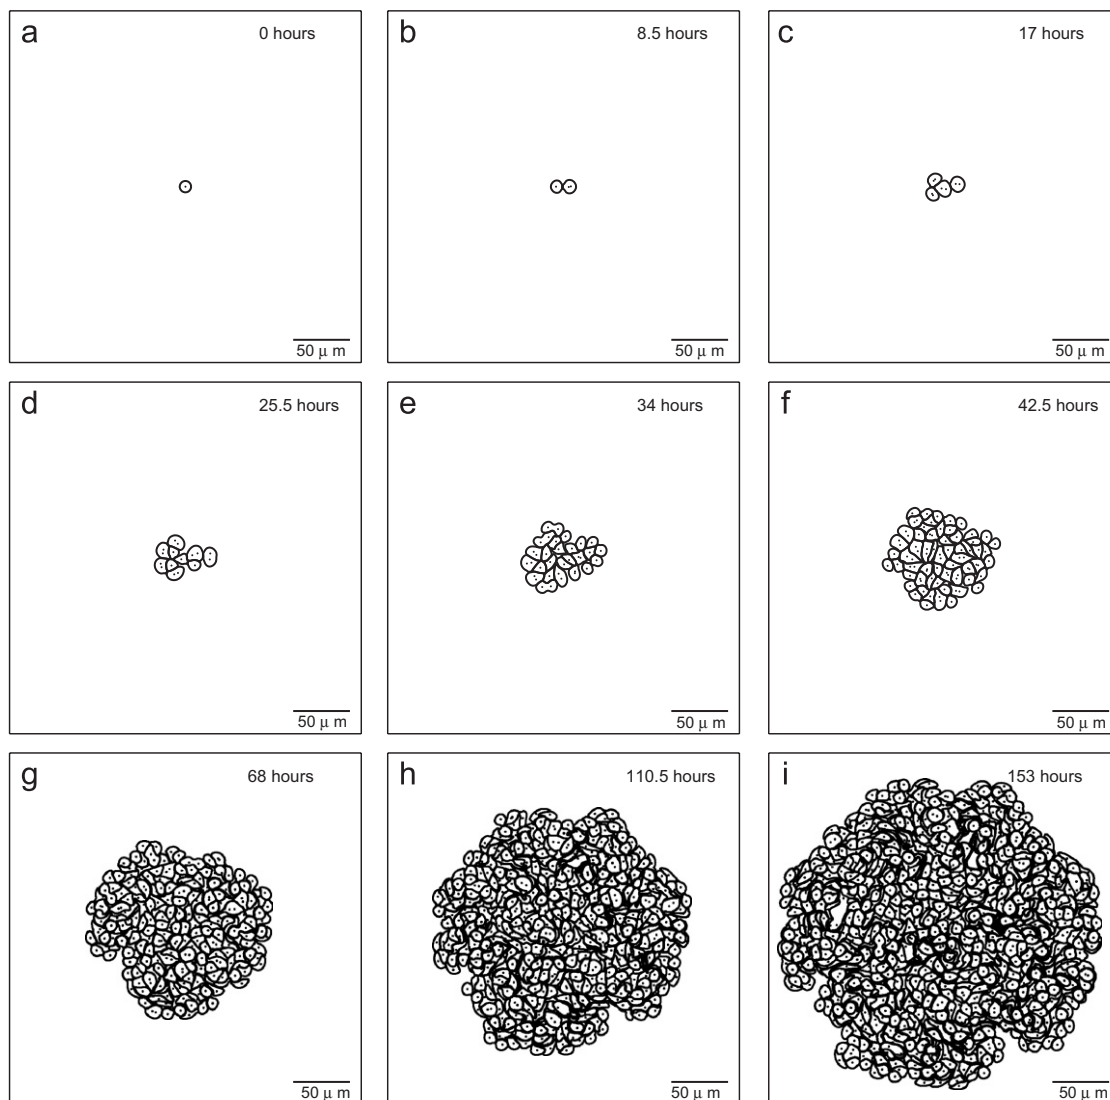 a 0 hours
50 μ m
b 8.5 hours
50 μ m
c 17 hours
50 μ m
d 25.5 hours
50 μ m
e 34 hours
50 μ m
f 42.5 hours
50 μ m
g 68 hours
50 μ m
h 110.5 hours
50 μ m
i 153 hours
50 μ m